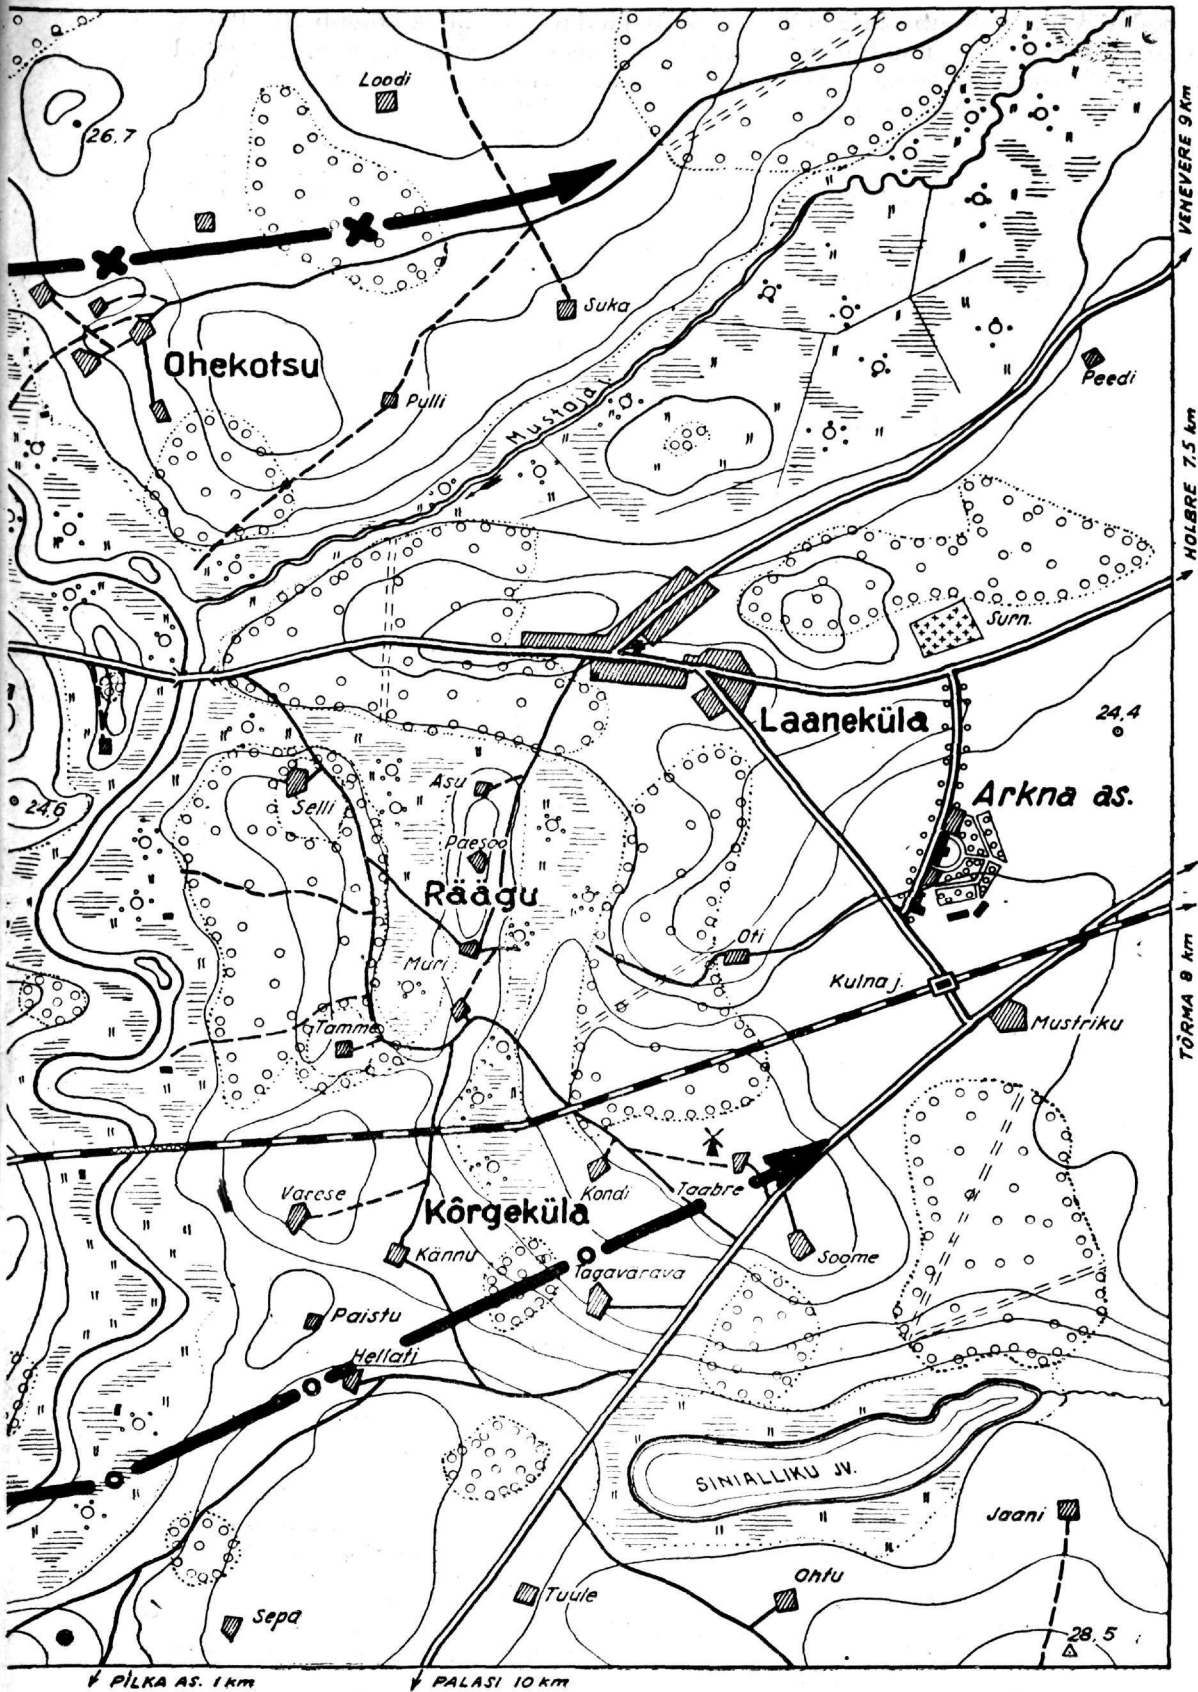 Loodi
26,7
VENEVERE 9 Km
Suka
Ohekotsu
Pulli
Peedi
Mustaja j.
HOLBRE 7,5 km
Surn.
Laaneküla
24,4
Asu
Selli
24,6
Arkna as.
Paesoo
Räägu
Oti
Muri
Kulna j.
Tamme
Mustriku
TÕRMA 8 km
Varese
Kondi
Taabre
Kõrgeküla
Kännu
Soome
Tagavarava
Paistu
Hellati
SINIALLIKU JV.
Jaani
Ohtu
Tuule
Sepa
28,5
PILKA AS. 1 km
PALASI 10 km